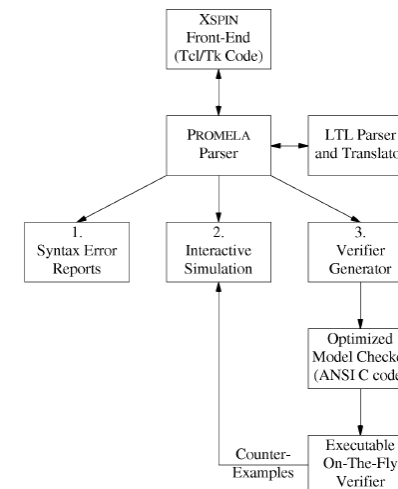 XSPIN
Front-End
(Tcl/Tk Code)
PROMELA
Parser
LTL Parser
and Translato
1.
Syntax Error
Reports
2.
Interactive
Simulation
3.
Verifier
Generator
Optimized
Model Checke
(ANSI C code
Counter-
Examples
Executable
On-The-Fly
Verifier